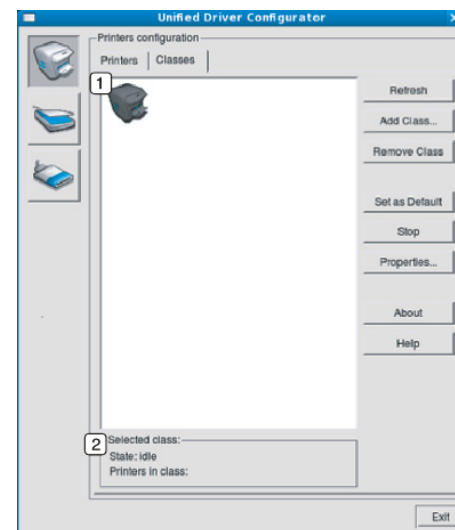 Unified Driver Configurator
Printers configuration
Printers Classes
1
Refresh
Add Class...
Remove Class
Set as Default
Stop
Properties...
About
Help
2 Selected class:
State: idle
Printers in class:
Exit